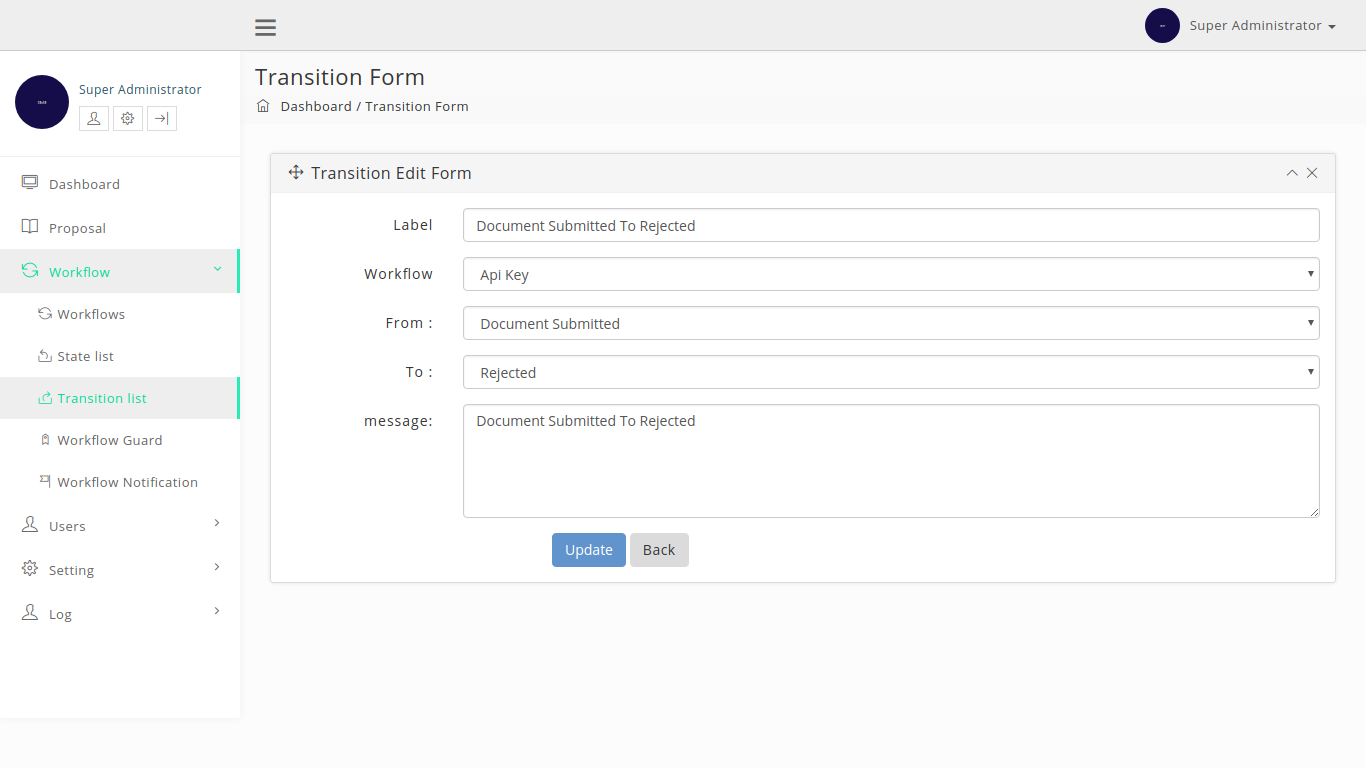 Super Administrator
Super Administrator
Transition Form
Dashboard / Transition Form
Dashboard
Proposal
Workflow
Workflows
State list
Transition list
Workflow Guard
Workflow Notification
Users
Setting
Log
Transition Edit Form
Label
Document Submitted To Rejected
Workflow
Api Key
From :
Document Submitted
To :
Rejected
message:
Document Submitted To Rejected
Update Back